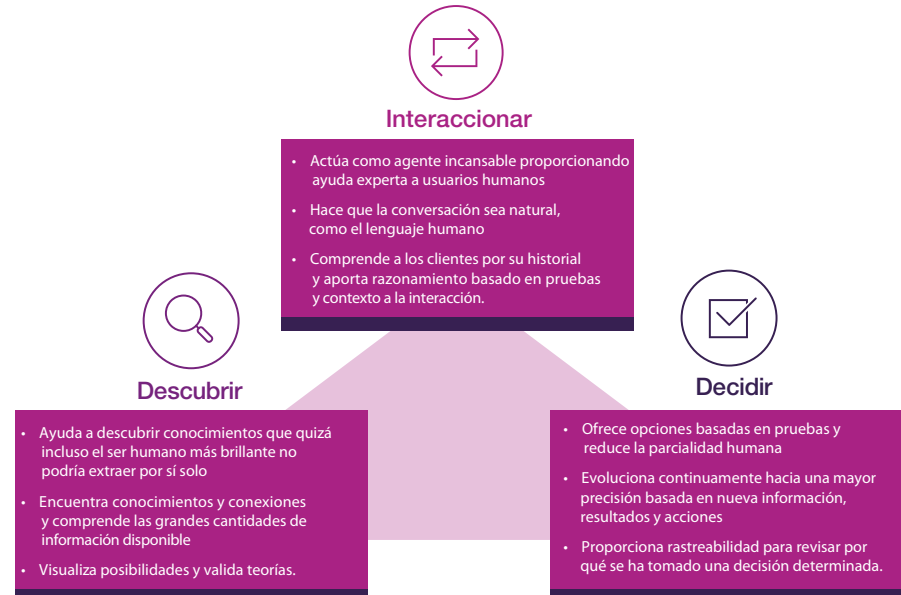 Interaccionar
• Actúa como agente incansable proporcionando
ayuda experta a usuarios humanos
• Hace que la conversación sea natural,
como el lenguaje humano
• Comprende a los clientes por su historial
y aporta razonamiento basado en pruebas
y contexto a la interacción.
Descubrir
• Ayuda a descubrir conocimientos que quizá
incluso el ser humano más brillante no
podría extraer por sí solo
• Encuentra conocimientos y conexiones
y comprende las grandes cantidades de
información disponible
• Visualiza posibilidades y valida teorías.
Decidir
• Ofrece opciones basadas en pruebas y
reduce la parcialidad humana
• Evoluciona continuamente hacia una mayor
precisión basada en nueva información,
resultados y acciones
• Proporciona rastreabilidad para revisar por
qué se ha tomado una decisión determinada.